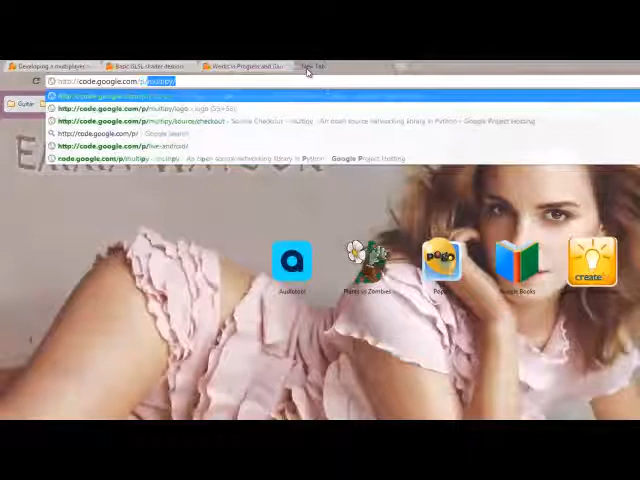 Developing a multiplayer
Basic GLSL shader
Works in Progress and Ga
New Tab
http://code.google.com/p/multipy/
Guitar
http://code.google.com/p/multipy/logo - logo
http://code.google.com/p/multipy/source/checkout - Source Checkout - multipy - An open source networking library in Python - Google Project Hosting
http://code.google.com/p/ - Google Search
http://code.google.com/p/live-android/
code.google.com/p/multipy - multipy - An open source networking library in Python - Google Project Hosting
EMMA WATSON
a
pogo
create
Audiotool
Plants vs Zombies
Google Books